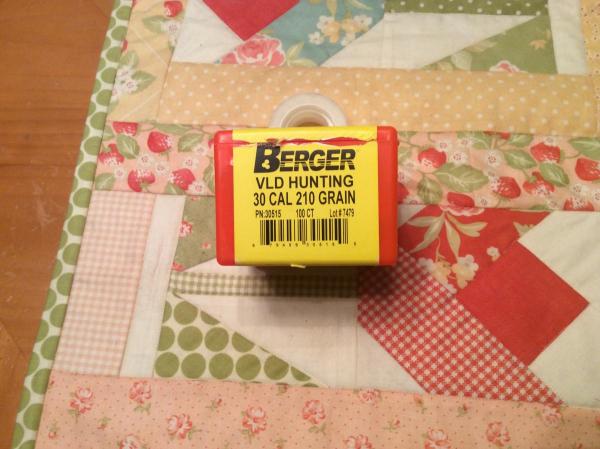 BERGER
VLD HUNTING
30 CAL 210 GRAIN
PN:30515 100 CT Lot # 7479